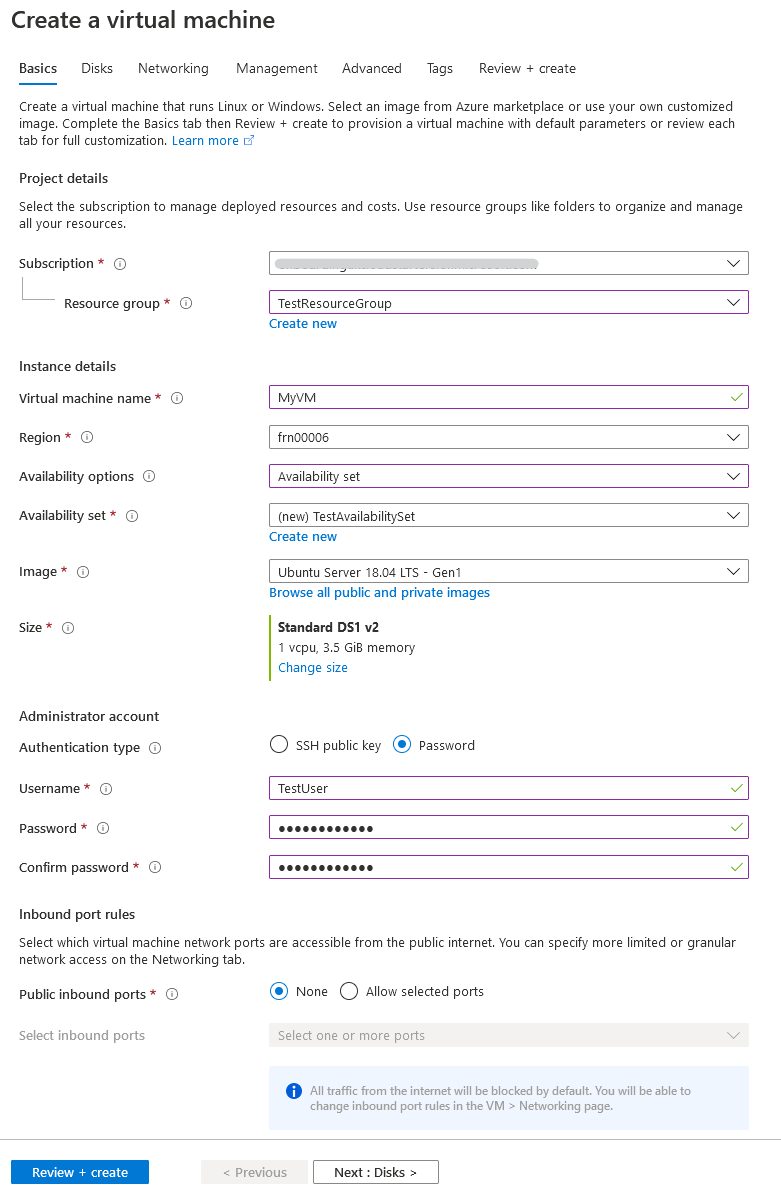 Create a virtual machine
Basics Disks Networking Management Advanced Tags Review + create
Create a virtual machine that runs Linux or Windows. Select an image from Azure marketplace or use your own customized
image. Complete the Basics tab then Review + create to provision a virtual machine with default parameters or review each
tab for full customization. Learn more
Project details
Select the subscription to manage deployed resources and costs. Use resource groups like folders to organize and manage
all your resources.
Subscription *
Resource group * TestResourceGroup
Create new
Instance details
Virtual machine name * MyVM
Region * frn00006
Availability options Availability set
Availability set * (new) TestAvailabilitySet
Create new
Image * Ubuntu Server 18.04 LTS - Gen1
Browse all public and private images
Size * Standard DS1 v2
1 vcpu, 3.5 GiB memory
Change size
Administrator account
Authentication type SSH public key Password
Username * TestUser
Password * ●●●●●●●●●●●●
Confirm password * ●●●●●●●●●●●●
Inbound port rules
Select which virtual machine network ports are accessible from the public internet. You can specify more limited or granular
network access on the Networking tab.
Public inbound ports * None Allow selected ports
Select inbound ports Select one or more ports
All traffic from the internet will be blocked by default. You will be able to
change inbound port rules in the VM > Networking page.
Review + create < Previous Next : Disks >